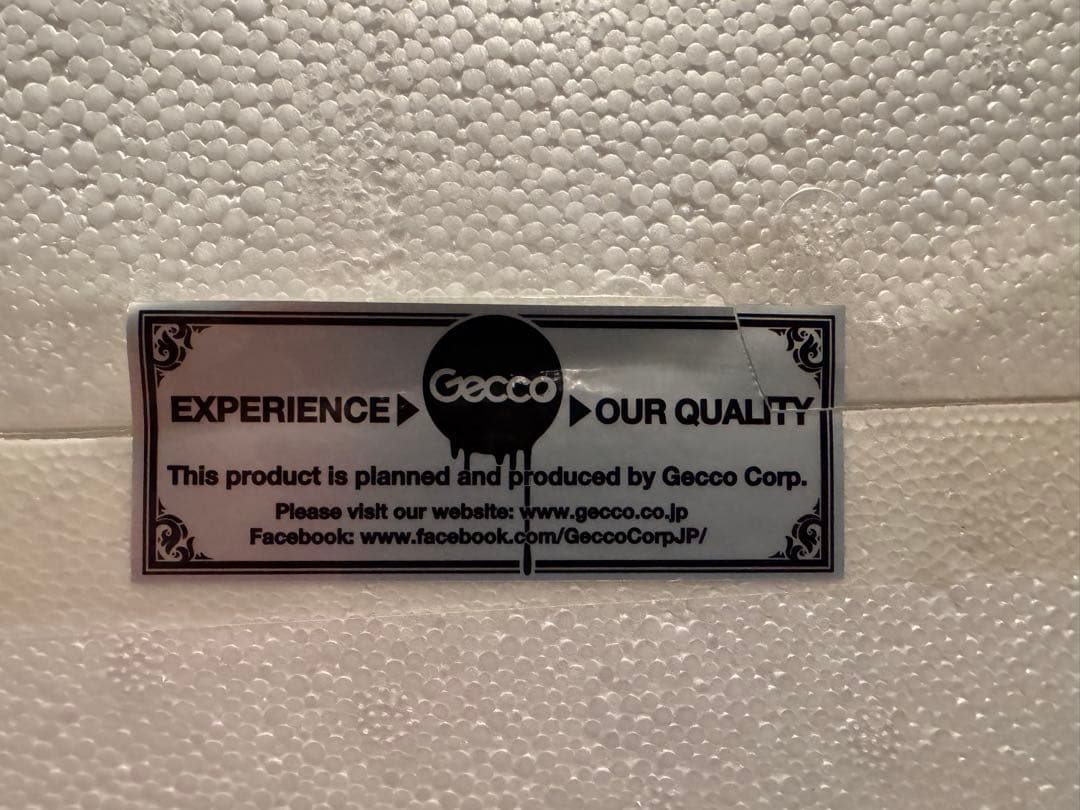 Gecco
EXPERIENCE ▶ OUR QUALITY
This product is planned and produced by Gecco Corp.
Please visit our website: www.gecco.co.jp
Facebook: www.facebook.com/GeccoCorpJP/